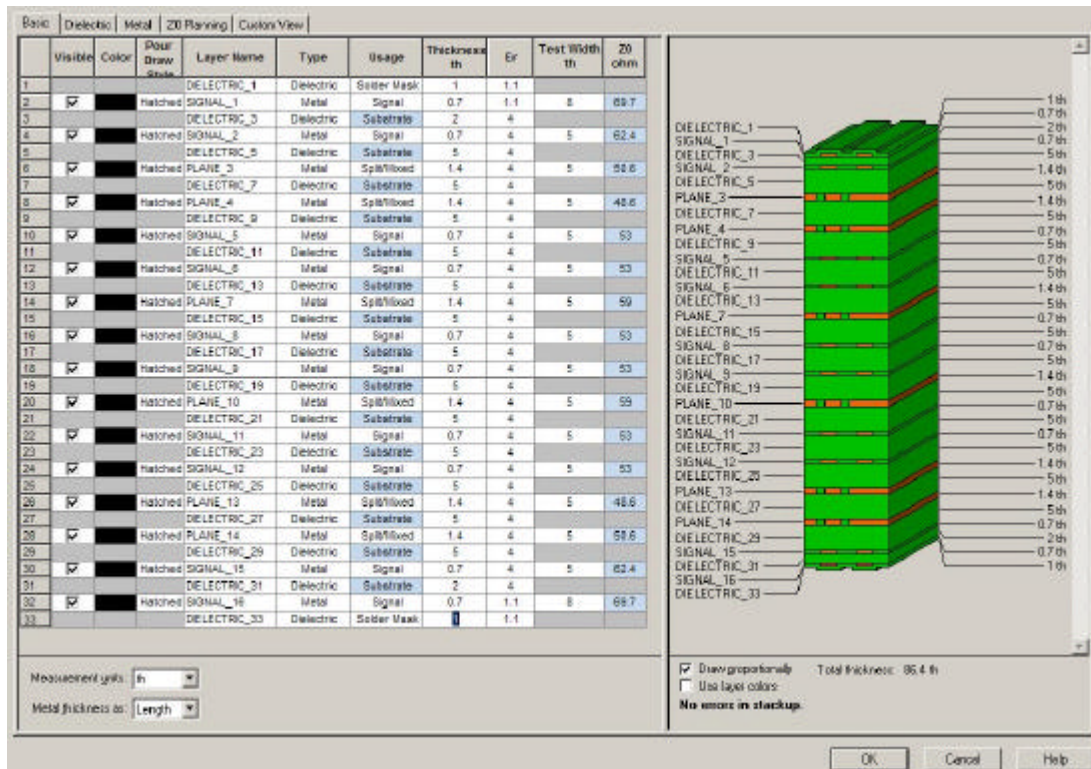 Basic Dielectric Metal Z0 Planning Custom View
Visible Color Pour Draw Style Layer Name Type Usage Thickness th Er Test Width th Z0 ohm
1 DIELECTRIC_1 Dielectric Solder Mask 1 1.1
2 Hatched SIGNAL_1 Metal Signal 0.7 1.1 8 69.7
3 DIELECTRIC_3 Dielectric Substrate 2 4
4 Hatched SIGNAL_2 Metal Signal 0.7 4 5 62.4
5 DIELECTRIC_5 Dielectric Substrate 5 4
6 Hatched PLANE_3 Metal Split/Mixed 1.4 5
7 DIELECTRIC_7 Dielectric Substrate 5 4
8 Hatched PLANE_4 Metal Split/Mixed 1.4 4 5 48.6
9 DIELECTRIC_9 Dielectric Substrate 5 4
10 Hatched SIGNAL_5 Metal Signal 0.7 4 5 53
11 DIELECTRIC_11 Dielectric Substrate 5 4
12 Hatched SIGNAL_6 Metal Signal 0.7 4 5 53
13 DIELECTRIC_13 Dielectric Substrate 5 4
14 Hatched PLANE_7 Metal Split/Mixed 1.4 4 5 59
15 DIELECTRIC_15 Dielectric Substrate 5 4
16 Hatched SIGNAL_8 Metal Signal 0.7 4 5 53
17 DIELECTRIC_17 Dielectric Substrate 5 4
18 Hatched SIGNAL_9 Metal Signal 0.7 4 5 53
19 DIELECTRIC_19 Dielectric Substrate 5 4
20 Hatched PLANE_10 Metal Split/Mixed 1.4 4 5 59
21 DIELECTRIC_21 Dielectric Substrate 5 4
22 Hatched SIGNAL_11 Metal Signal 0.7 4 5 53
23 DIELECTRIC_23 Dielectric Substrate 5 4
24 Hatched SIGNAL_12 Metal Signal 0.7 4 5 53
25 DIELECTRIC_25 Dielectric Substrate 5 4
26 Hatched PLANE_13 Metal Split/Mixed 1.4 4 5 48.6
27 DIELECTRIC_27 Dielectric Substrate 5 4
28 Hatched PLANE_14 Metal Split/Mixed 1.4 4 5
29 DIELECTRIC_29 Dielectric Substrate 5 4
30 Hatched SIGNAL_15 Metal Signal 0.7 4 5 62.4
31 DIELECTRIC_31 Dielectric Substrate 2 4
32 Hatched SIGNAL_16 Metal Signal 0.7 1.1 8 69.7
33 DIELECTRIC_33 Dielectric Solder Mask 1 1.1
Measurement units: th
Metal thickness as: Length
DIELECTRIC_1
SIGNAL_1
DIELECTRIC_3
SIGNAL_2
DIELECTRIC_5
PLANE_3
DIELECTRIC_7
PLANE_4
DIELECTRIC_9
SIGNAL_5
DIELECTRIC_11
SIGNAL_6
DIELECTRIC_13
PLANE_7
DIELECTRIC_15
SIGNAL_8
DIELECTRIC_17
SIGNAL_9
DIELECTRIC_19
PLANE_10
DIELECTRIC_21
SIGNAL_11
DIELECTRIC_23
SIGNAL_12
DIELECTRIC_25
PLANE_13
DIELECTRIC_27
PLANE_14
DIELECTRIC_29
SIGNAL_15
DIELECTRIC_31
SIGNAL_16
DIELECTRIC_33
1 th
0.7 th
2 th
0.7 th
5 th
1.4 th
5 th
1.4 th
5 th
0.7 th
5 th
0.7 th
5 th
1.4 th
5 th
0.7 th
5 th
0.7 th
5 th
1.4 th
5 th
0.7 th
5 th
0.7 th
5 th
1.4 th
5 th
1.4 th
5 th
0.7 th
2 th
0.7 th
1 th
Draw proportionally Total thickness: 86.4 th
Use layer colors
No errors in stackup.
OK Cancel Help